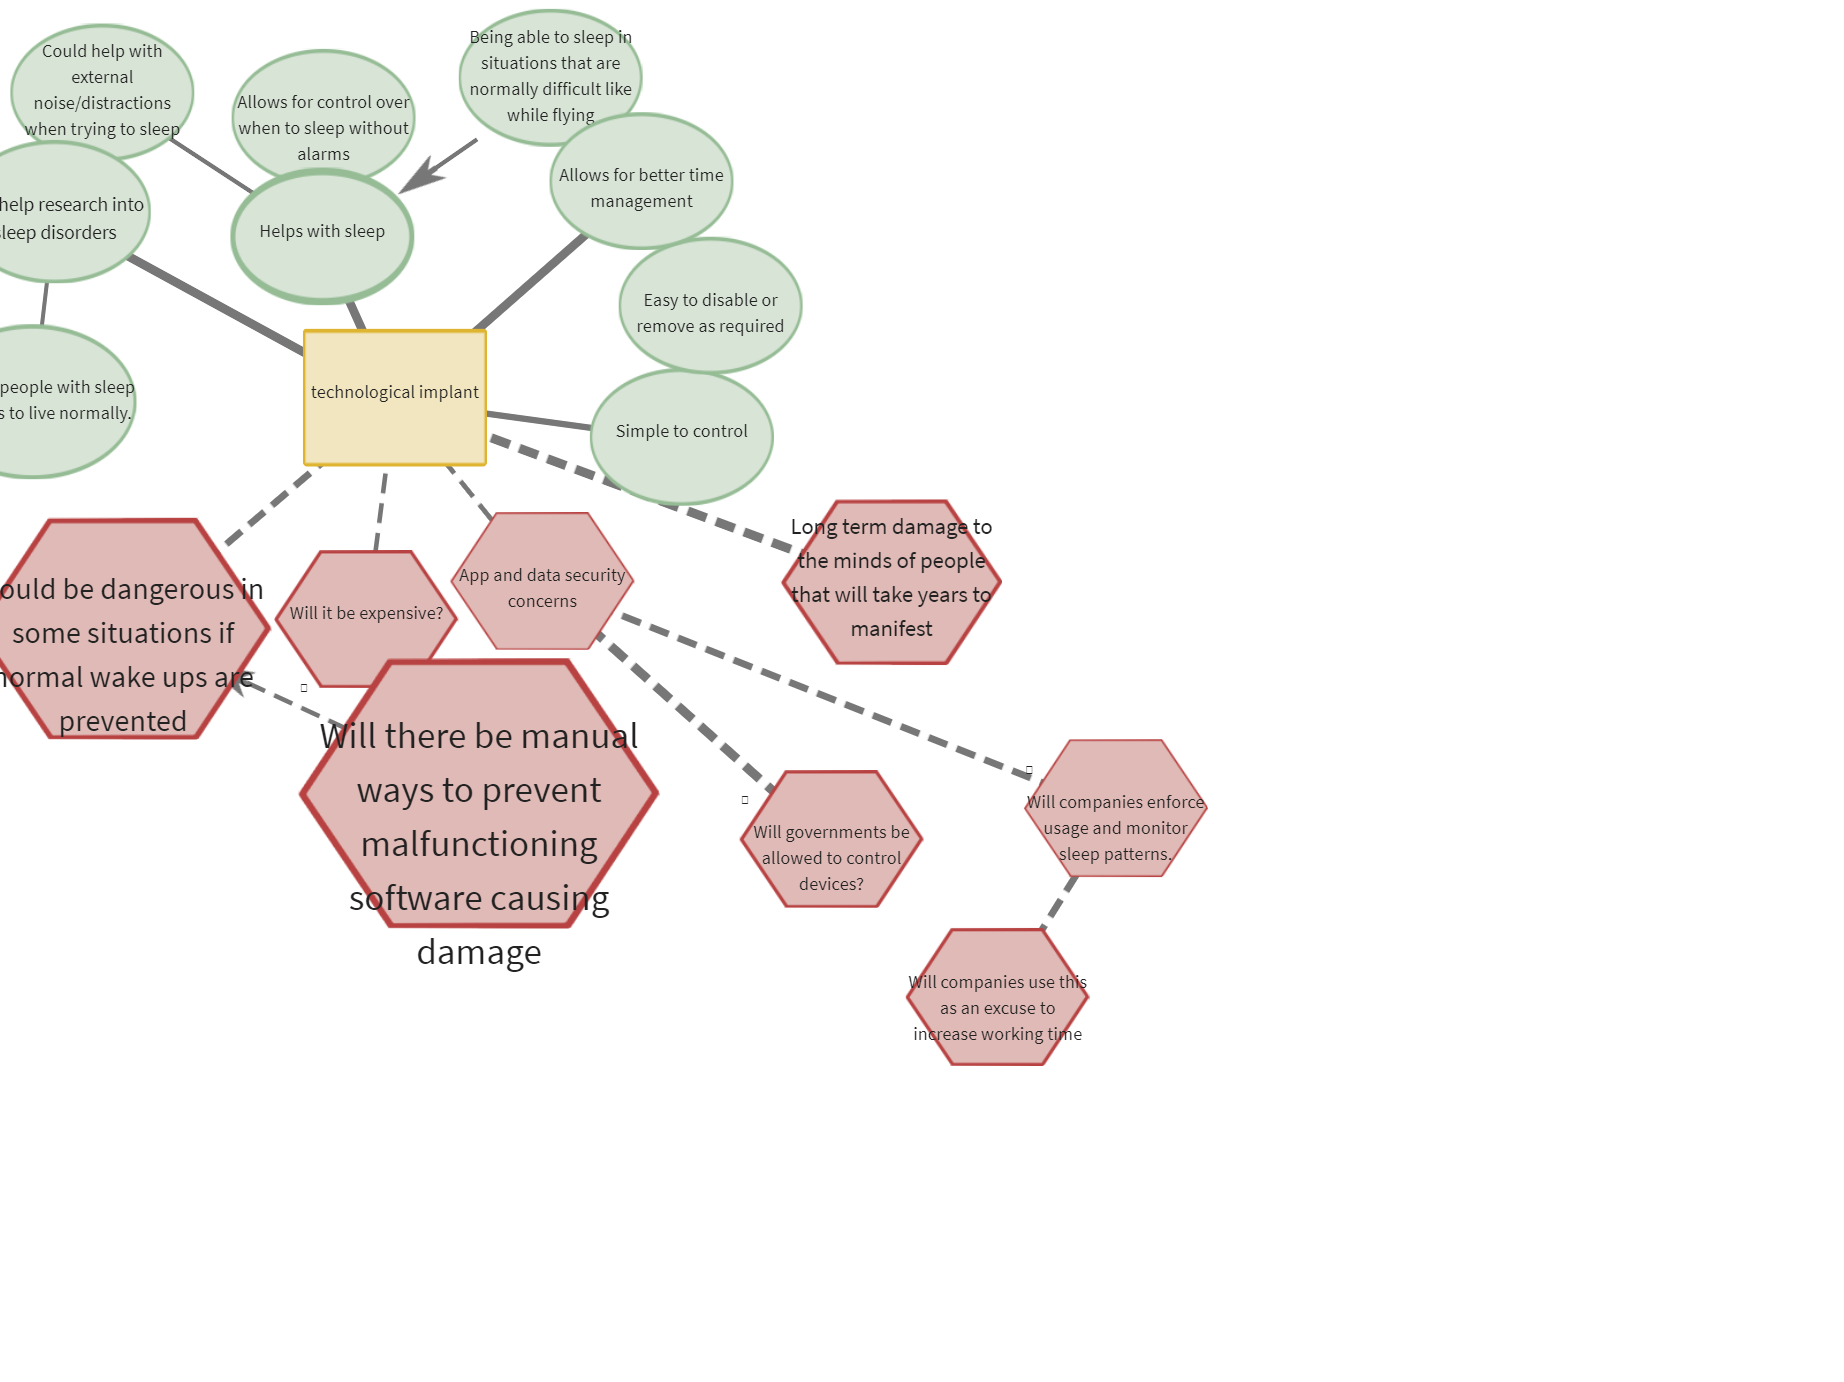 Could help with
external
noise/distractions
when trying to sleep
Allows for control over
when to sleep without
alarms
Being able to sleep in
situations that are
normally difficult like
while flying
Allows for better time
management
help research into
sleep disorders
Helps with sleep
Easy to disable or
remove as required
people with sleep
s to live normally.
technological implant
Simple to control
Long term damage to
the minds of people
that will take years to
manifest
ould be dangerous in
some situations if
normal wake ups are
prevented
Will it be expensive?
App and data security
concerns
Will there be manual
ways to prevent
malfunctioning
software causing
damage
Will governments be
allowed to control
devices?
Will companies enforce
usage and monitor
sleep patterns.
Will companies use this
as an excuse to
increase working time